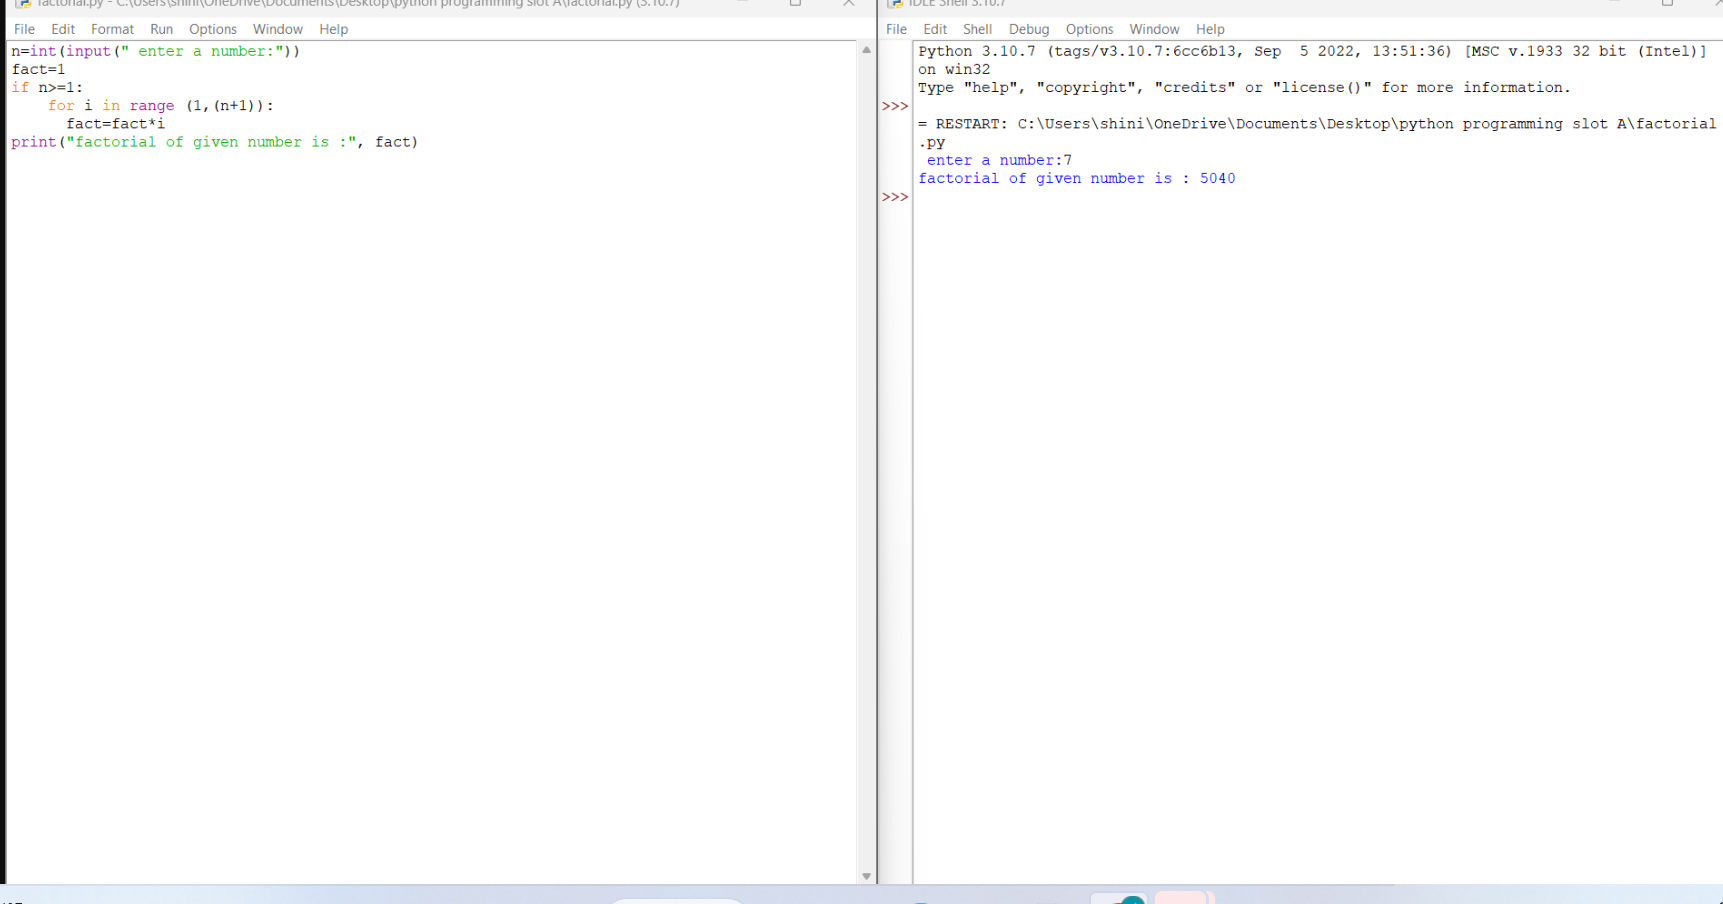 factorial.py - C:\Users\shini\OneDrive\Documents\Desktop\python programming slot A\factorial.py (3.10.7)
File Edit Format Run Options Window Help
n=int(input(" enter a number:"))
fact=1
if n>=1:
    for i in range (1,(n+1)):
      fact=fact*i
print("factorial of given number is :", fact)
IDLE Shell 3.10.7
File Edit Shell Debug Options Window Help
Python 3.10.7 (tags/v3.10.7:6cc6b13, Sep  5 2022, 13:51:36) [MSC v.1933 32 bit (Intel)]
on win32
Type "help", "copyright", "credits" or "license()" for more information.
>>>
= RESTART: C:\Users\shini\OneDrive\Documents\Desktop\python programming slot A\factorial
.py
 enter a number:7
factorial of given number is : 5040
>>>